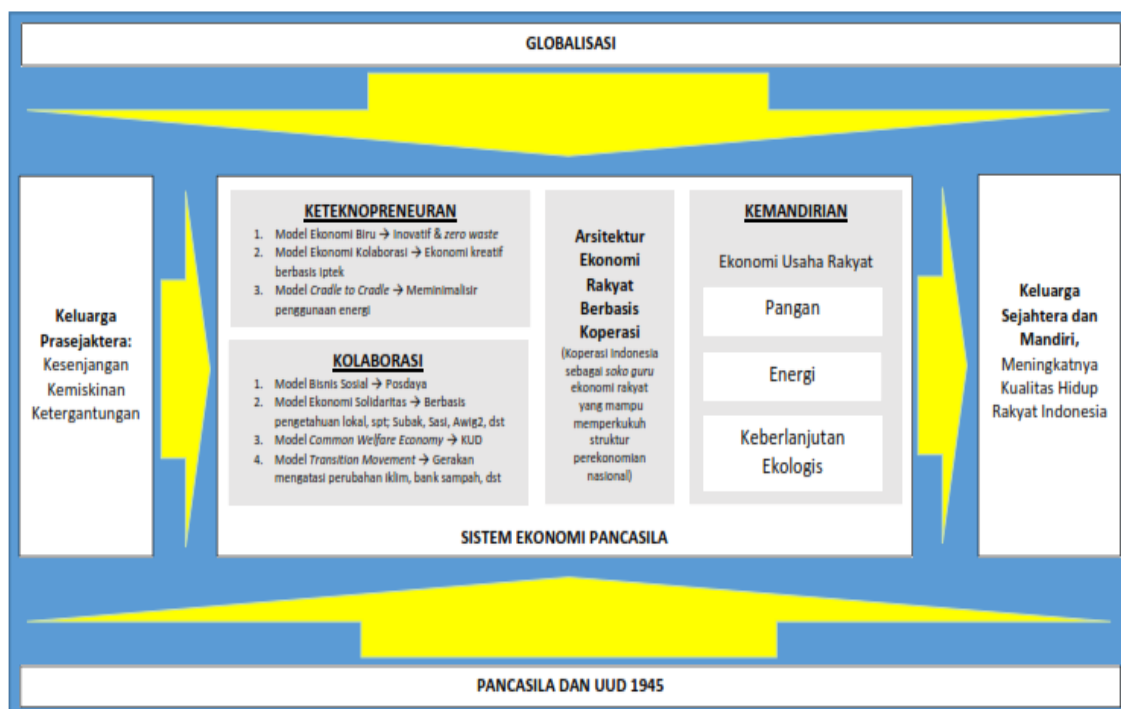 GLOBALISASI
Keluarga
Prasejaktera:
Kesenjangan
Kemiskinan
Ketergantungan
KETEKNOPRENEURAN
1. Model Ekonomi Biru → Inovatif & zero waste
2. Model Ekonomi Kolaborasi → Ekonomi kreatif
berbasis iptek
3. Model Cradle to Cradle → Meminimalisir
penggunaan energi
KOLABORASI
1. Model Bisnis Sosial → Posdaya
2. Model Ekonomi Solidaritas → Berbasis
pengetahuan lokal, spt; Subak, Sasi, Awig2, dst
3. Model Common Welfare Economy → KUD
4. Model Transition Movement → Gerakan
mengatasi perubahan iklim, bank sampah, dst
Arsitektur
Ekonomi
Rakyat
Berbasis
Koperasi
(Koperasi Indonesia
sebagai soko guru
ekonomi rakyat
yang mampu
memperkukuh
struktur
perekonomian
nasional)
KEMANDIRIAN
Ekonomi Usaha Rakyat
Pangan
Energi
Keberlanjutan
Ekologis
SISTEM EKONOMI PANCASILA
Keluarga
Sejahtera dan
Mandiri,
Meningkatnya
Kualitas Hidup
Rakyat Indonesia
PANCASILA DAN UUD 1945